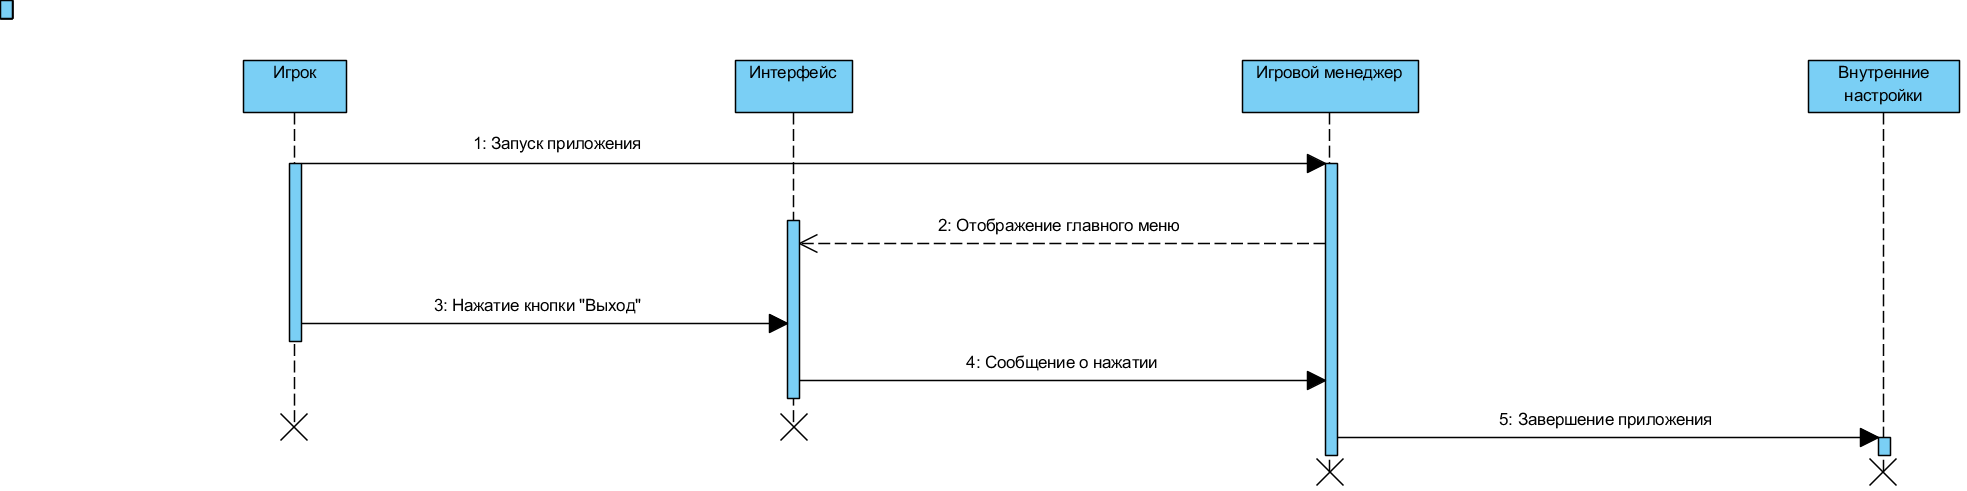 Игрок
Интерфейс
Игровой менеджер
Внутренние
настройки
1: Запуск приложения
2: Отображение главного меню
3: Нажатие кнопки "Выход"
4: Сообщение о нажатии
5: Завершение приложения